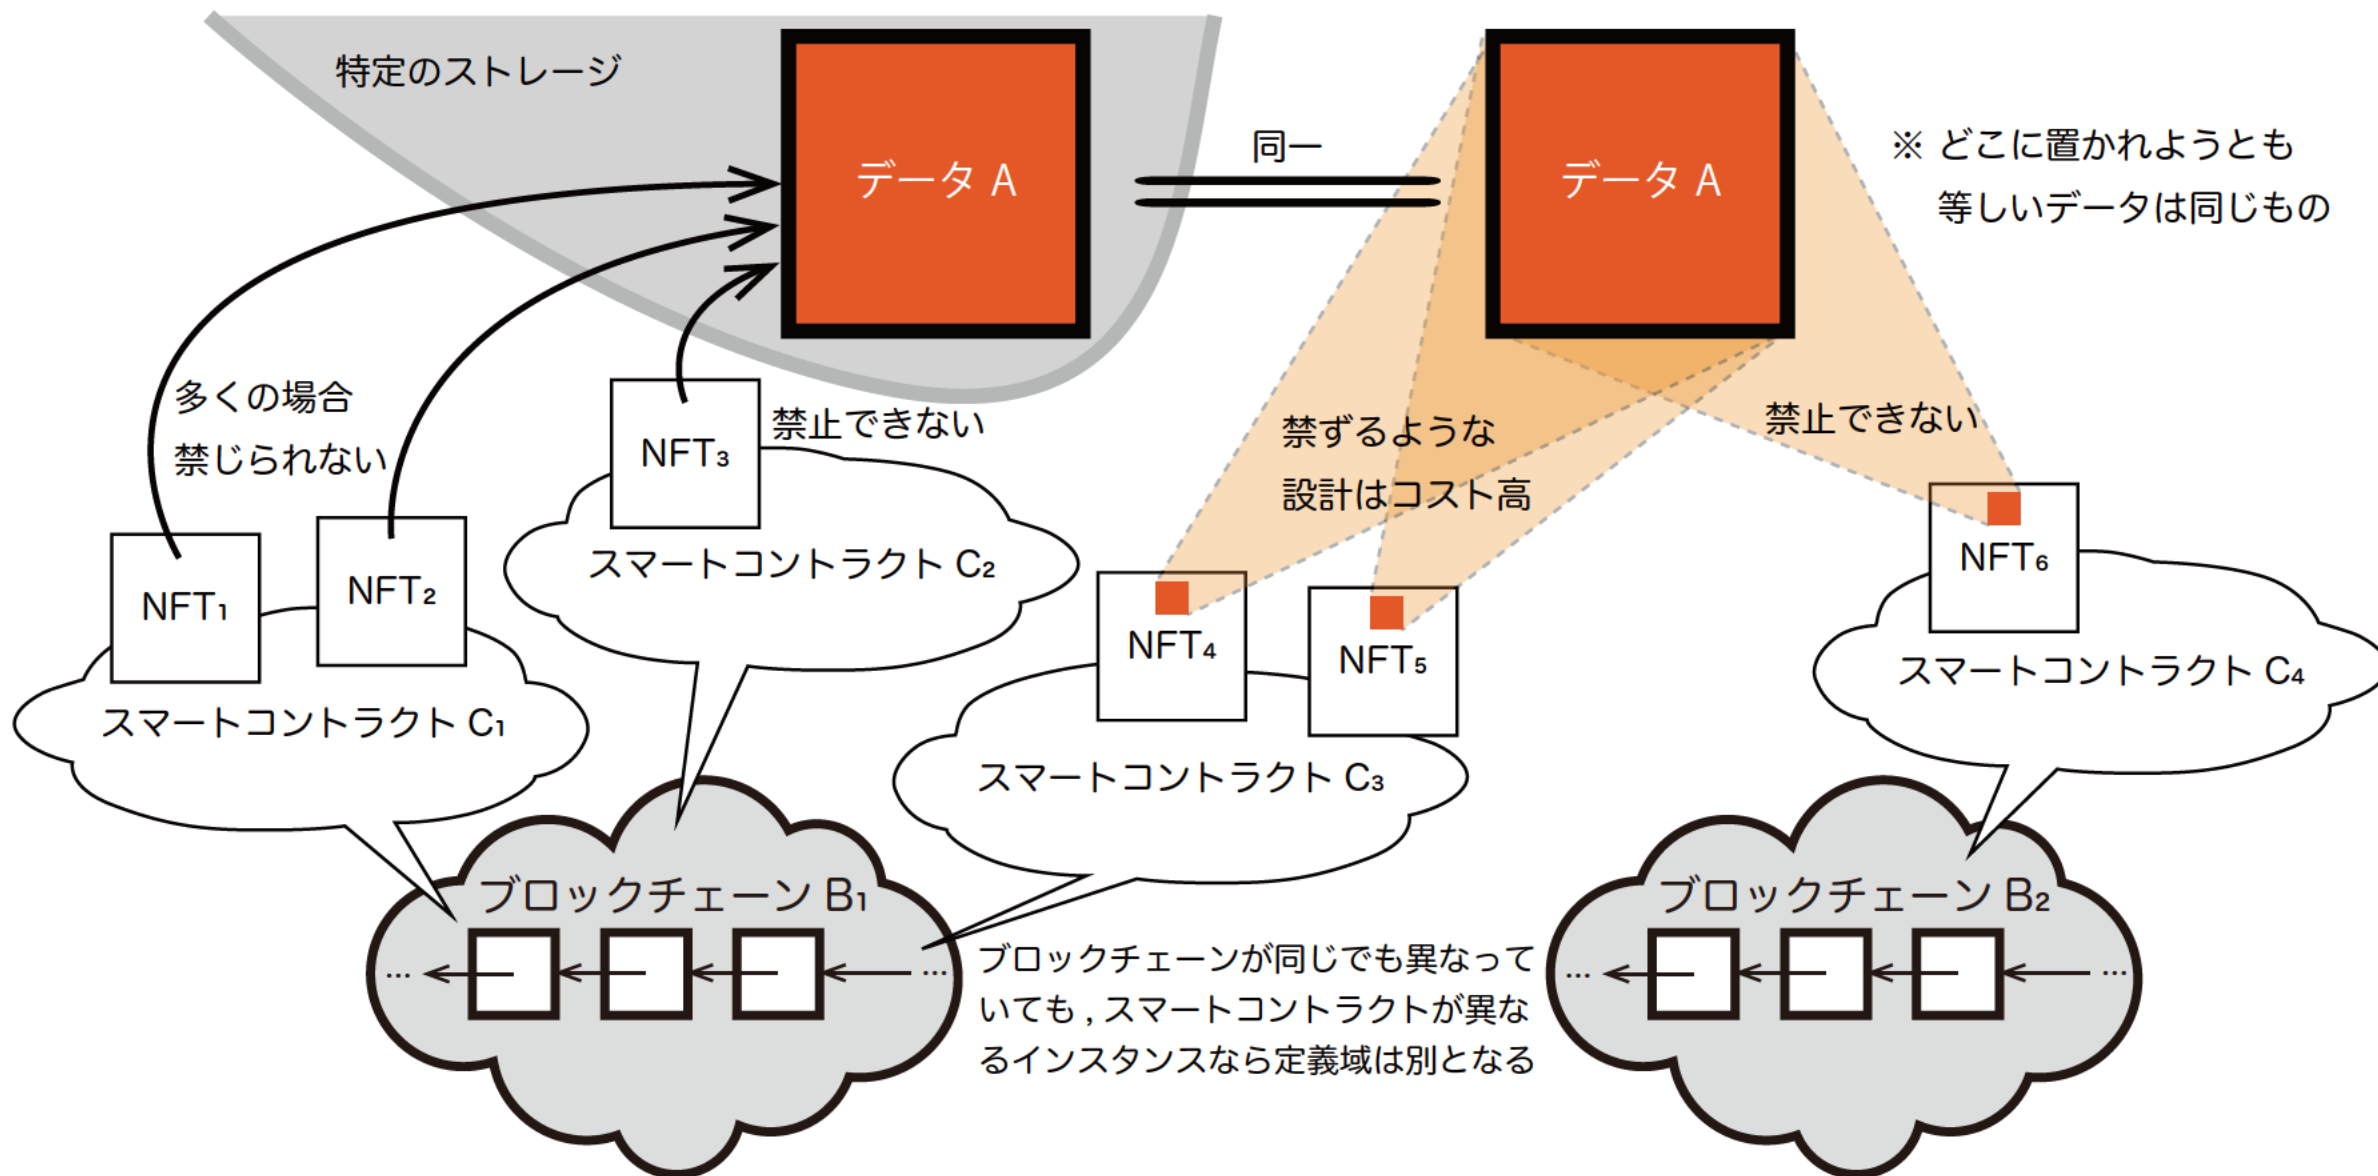 特定のストレージ
データ A
同一
データ A
※ どこに置かれようとも
等しいデータは同じもの
多くの場合
禁じられない
禁止できない
禁ずるような
設計はコスト高
禁止できない
NFT₁
NFT₂
NFT₃
NFT₄
NFT₅
NFT₆
スマートコントラクト C₁
スマートコントラクト C₂
スマートコントラクト C₃
スマートコントラクト C₄
ブロックチェーン B₁
... ...
ブロックチェーンが同じでも異なって
いても , スマートコントラクトが異な
るインスタンスなら定義域は別となる
ブロックチェーン B₂
... ...